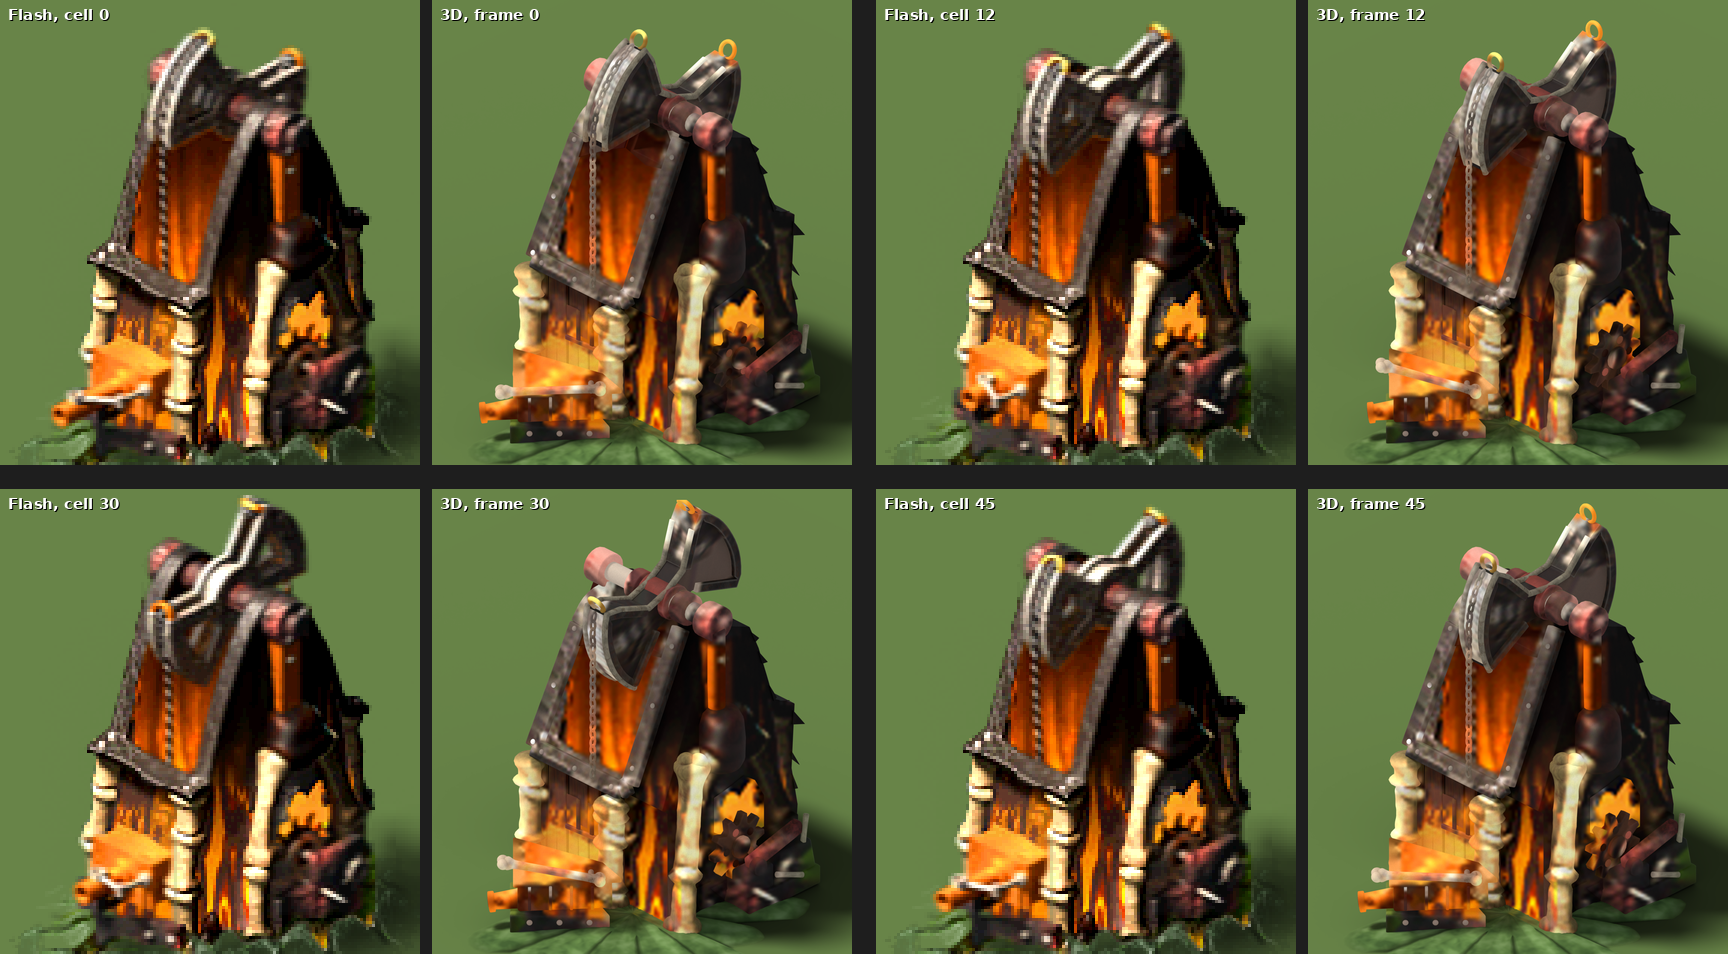 Flash, cell 0
3D, frame 0
Flash, cell 12
3D, frame 12
Flash, cell 30
3D, frame 30
Flash, cell 45
3D, frame 45